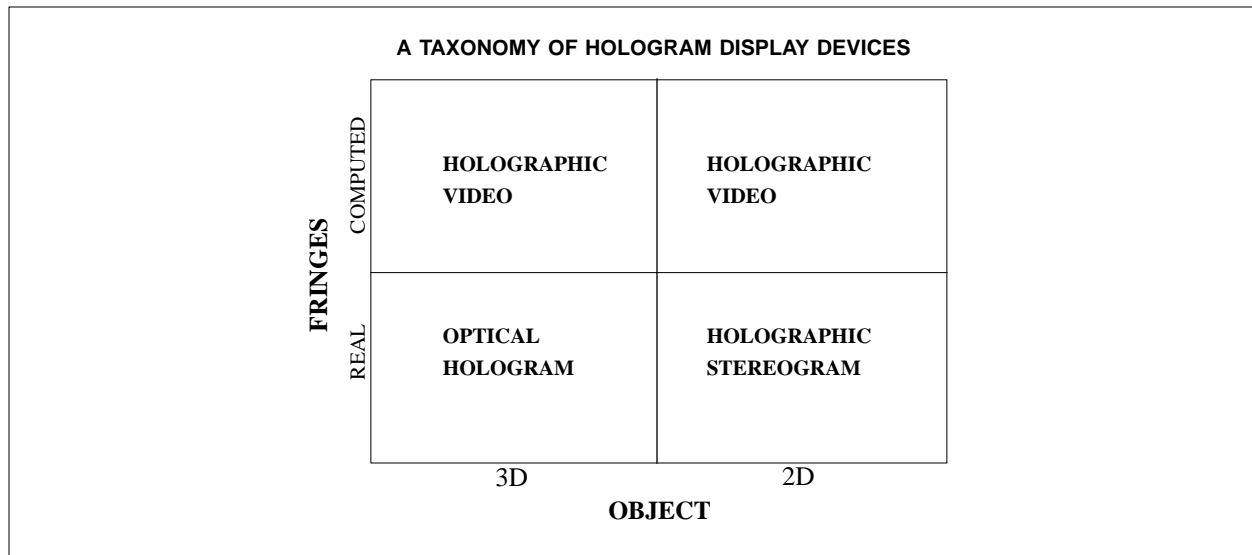 A TAXONOMY OF HOLOGRAM DISPLAY DEVICES
FRINGES
COMPUTED
HOLOGRAPHIC
VIDEO
HOLOGRAPHIC
VIDEO
REAL
OPTICAL
HOLOGRAM
HOLOGRAPHIC
STEREOGRAM
3D
2D
OBJECT